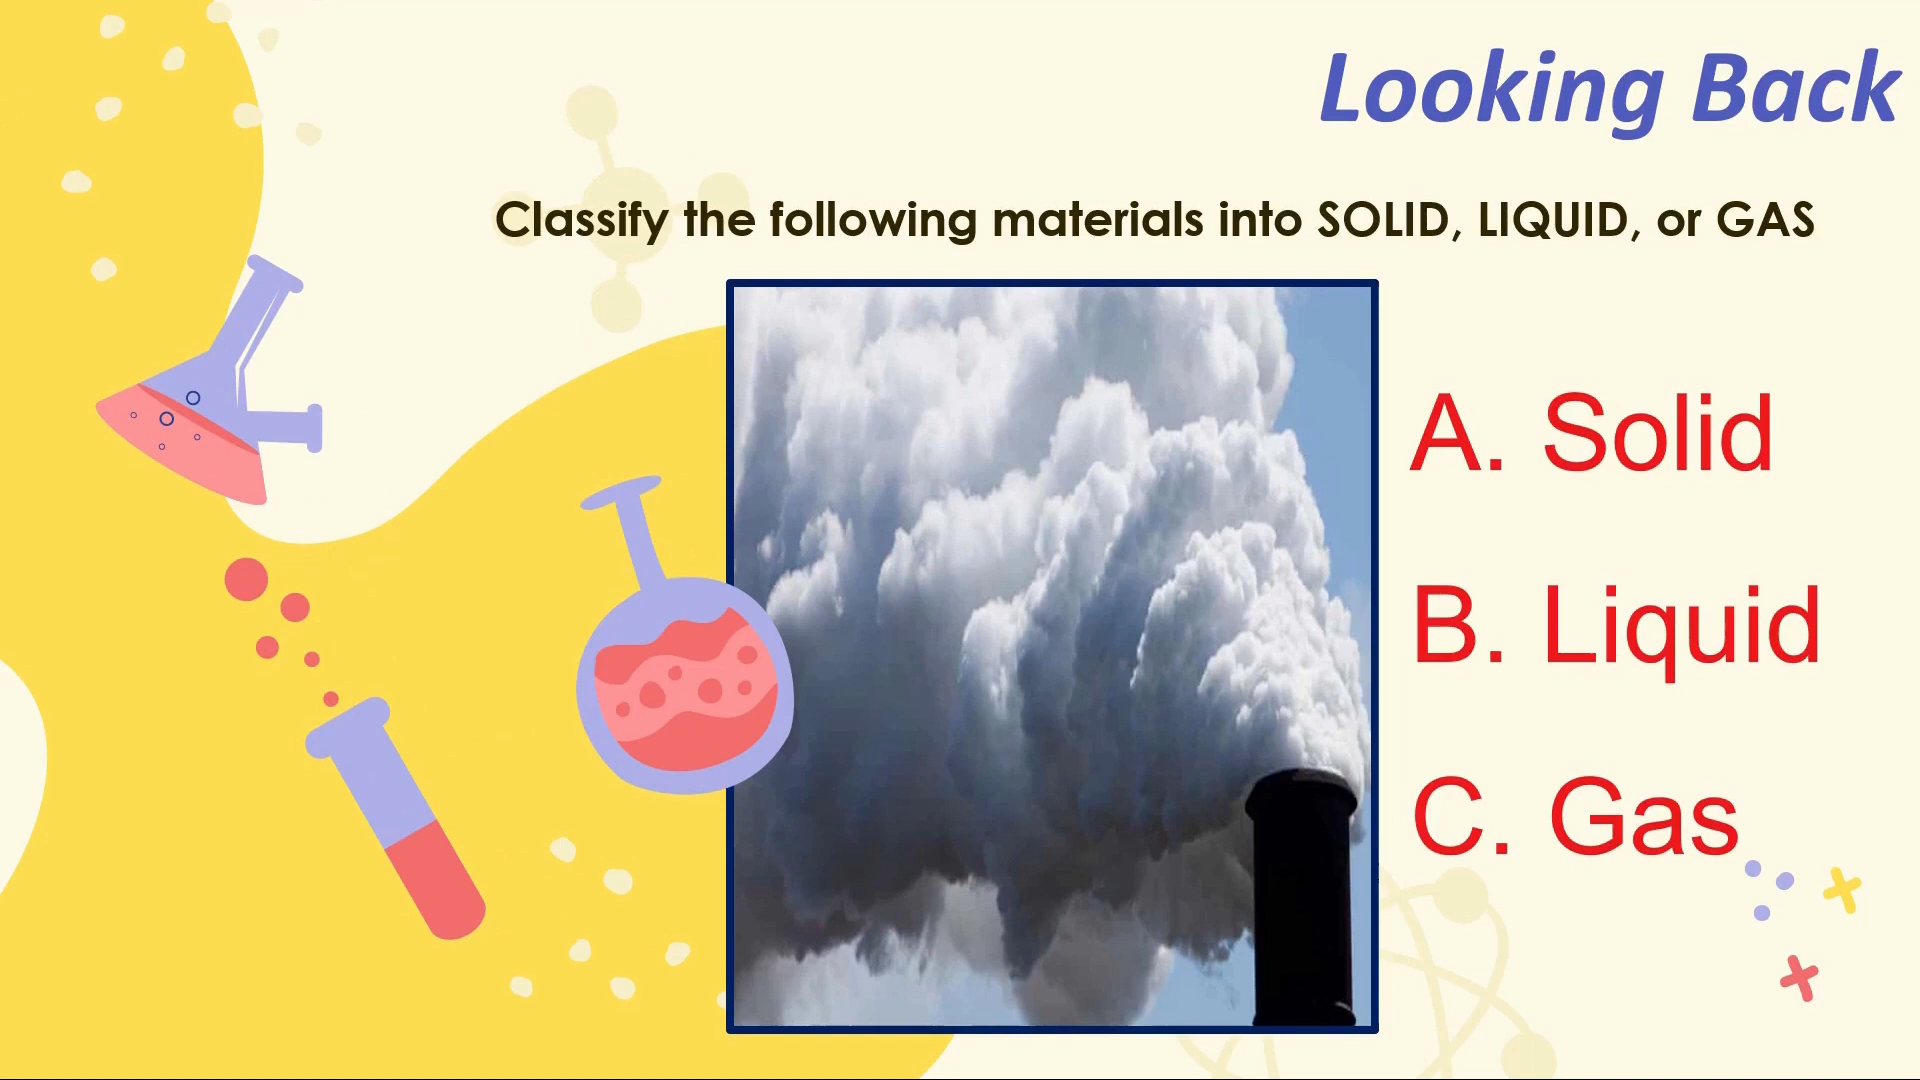 Looking Back
Classify the following materials into SOLID, LIQUID, or GAS
A. Solid
B. Liquid
C. Gas